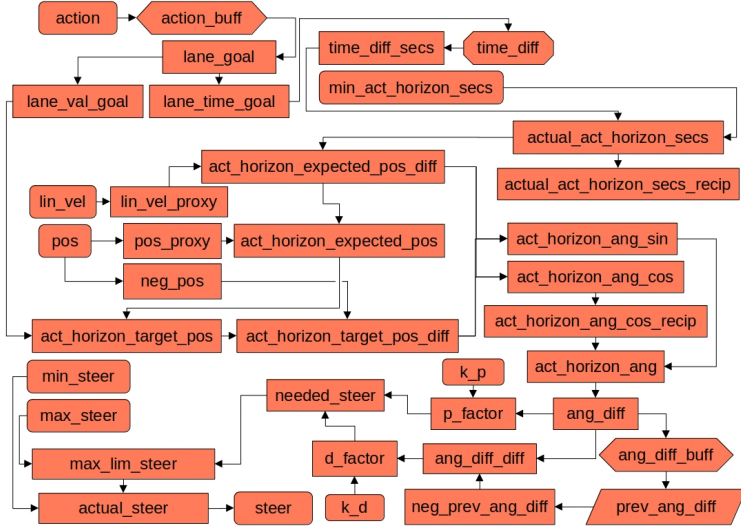 action
action_buff
lane_goal
time_diff_secs
time_diff
min_act_horizon_secs
lane_val_goal
lane_time_goal
actual_act_horizon_secs
act_horizon_expected_pos_diff
actual_act_horizon_secs_recip
lin_vel
lin_vel_proxy
pos
pos_proxy
act_horizon_expected_pos
act_horizon_ang_sin
neg_pos
act_horizon_ang_cos
act_horizon_target_pos
act_horizon_target_pos_diff
act_horizon_ang_cos_recip
min_steer
k_p
act_horizon_ang
needed_steer
max_steer
p_factor
ang_diff
max_lim_steer
d_factor
ang_diff_diff
ang_diff_buff
actual_steer
steer
k_d
neg_prev_ang_diff
prev_ang_diff